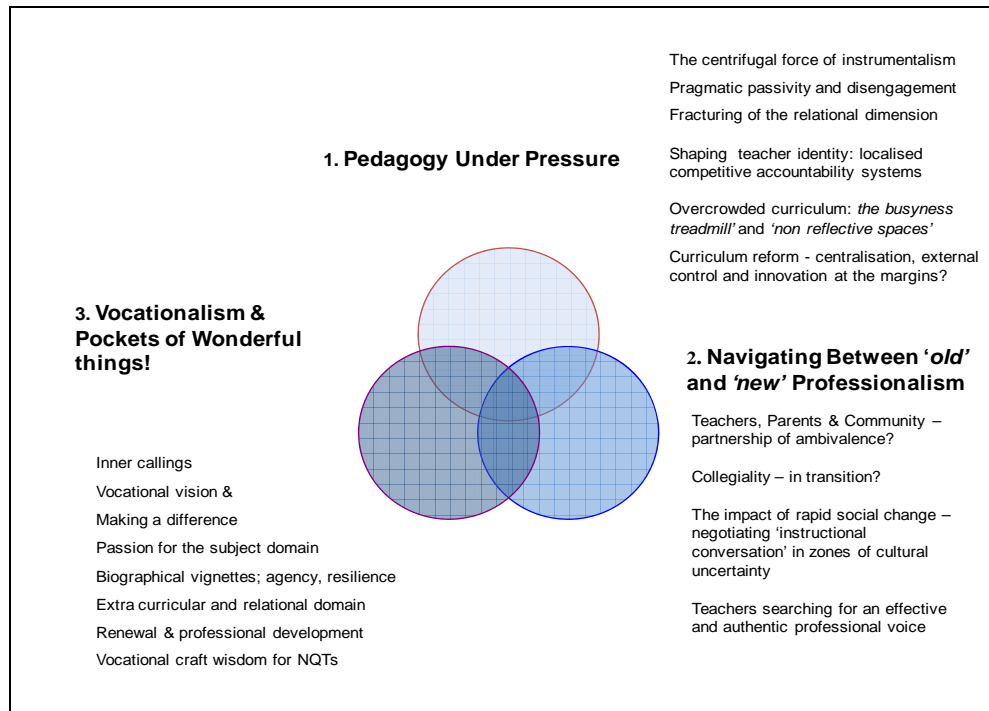 The centrifugal force of instrumentalism
Pragmatic passivity and disengagement
Fracturing of the relational dimension
1. Pedagogy Under Pressure
Shaping teacher identity: localised
competitive accountability systems
Overcrowded curriculum: the busyness
treadmill' and 'non reflective spaces'
Curriculum reform - centralisation, external
control and innovation at the margins?
3. Vocationalism &
Pockets of Wonderful
things!
2. Navigating Between 'old'
and 'new' Professionalism
Teachers, Parents & Community –
partnership of ambivalence?
Collegiality – in transition?
The impact of rapid social change –
negotiating 'instructional
conversation' in zones of cultural
uncertainty
Teachers searching for an effective
and authentic professional voice
Inner callings
Vocational vision &
Making a difference
Passion for the subject domain
Biographical vignettes; agency, resilience
Extra curricular and relational domain
Renewal & professional development
Vocational craft wisdom for NQTs